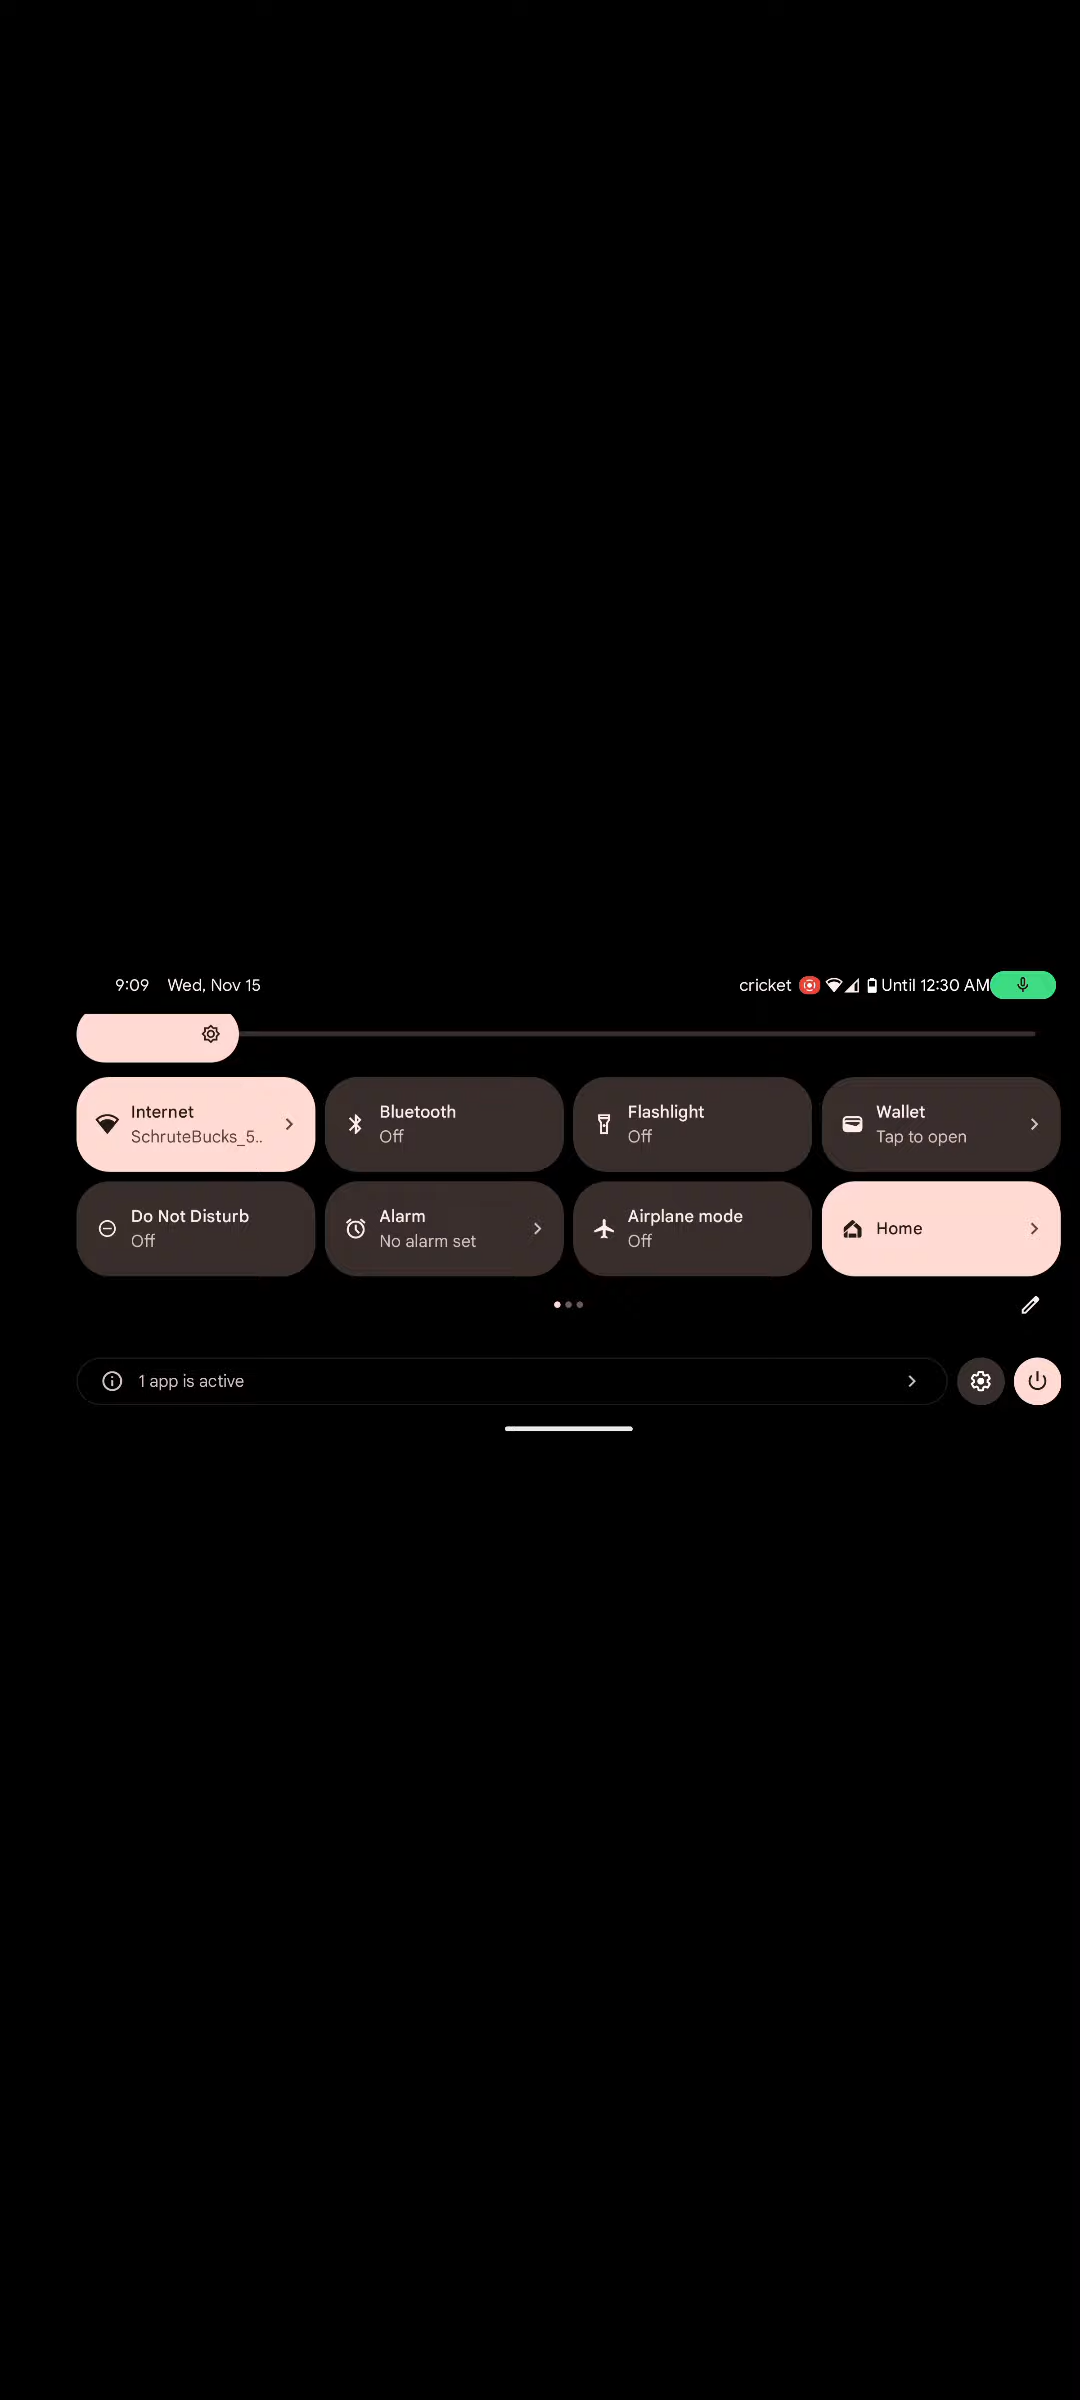 9:09 Wed, Nov 15 cricket Until 12:30 AM
Internet
SchruteBucks_5..
Bluetooth
Off
Flashlight
Off
Wallet
Tap to open
Do Not Disturb
Off
Alarm
No alarm set
Airplane mode
Off
Home
1 app is active